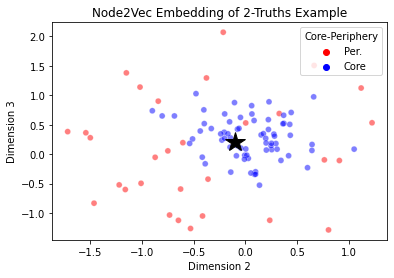 Node2Vec Embedding of 2-Truths Example
Core-Periphery
Per.
Core
2.0
1.5
1.0
0.5
0.0
−0.5
−1.0
Dimension 3
−1.5 −1.0 −0.5 0.0 0.5 1.0
Dimension 2